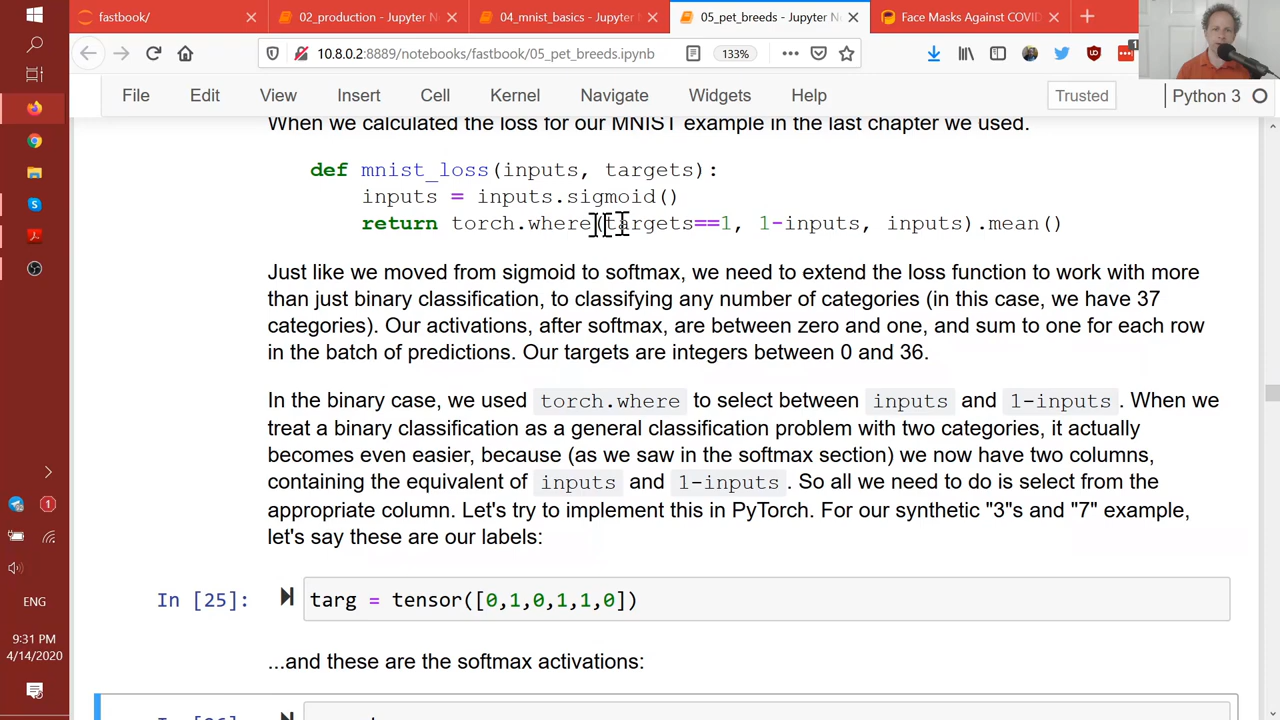 fastbook/
02_production - Jupyter N
04_mnist_basics - Jupyter N
05_pet_breeds - Jupyter N
Face Masks Against COVI
10.8.0.2:8889/notebooks/fastbook/05_pet_breeds.ipynb
133%
1
File Edit View Insert Cell Kernel Navigate Widgets Help Trusted Python 3
When we calculated the loss for our MNIST example in the last chapter we used.
def mnist_loss(inputs, targets):
inputs = inputs.sigmoid()
return torch.where(targets==1, 1-inputs, inputs).mean()
Just like we moved from sigmoid to softmax, we need to extend the loss function to work with more
than just binary classification, to classifying any number of categories (in this case, we have 37
categories). Our activations, after softmax, are between zero and one, and sum to one for each row
in the batch of predictions. Our targets are integers between 0 and 36.
In the binary case, we used torch.where to select between inputs and 1-inputs. When we
treat a binary classification as a general classification problem with two categories, it actually
becomes even easier, because (as we saw in the softmax section) we now have two columns,
containing the equivalent of inputs and 1-inputs. So all we need to do is select from the
appropriate column. Let's try to implement this in PyTorch. For our synthetic "3"s and "7" example,
let's say these are our labels:
In [25]: targ = tensor([0,1,0,1,1,0])
...and these are the softmax activations:
1
ENG
9:31 PM
4/14/2020